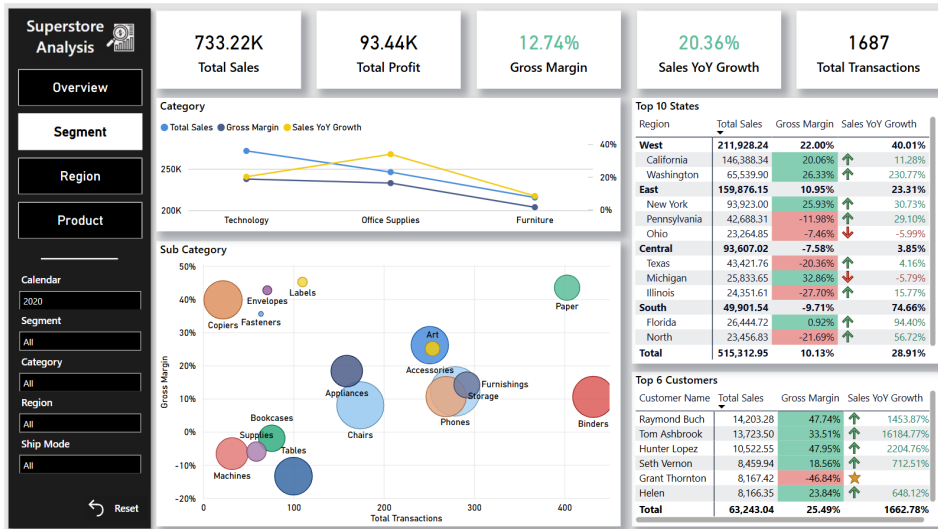 Superstore
Analysis
Overview
Segment
Region
Product
Calendar
2020
Segment
All
Category
All
Region
All
Ship Mode
All
Reset
733.22K
Total Sales
93.44K
Total Profit
12.74%
Gross Margin
20.36%
Sales YoY Growth
1687
Total Transactions
Category
Total Sales Gross Margin Sales YoY Growth
250K
200K
40%
20%
0%
Technology Office Supplies Furniture
Sub Category
Gross Margin
50%
40%
30%
20%
10%
0%
-10%
-20%
Labels
Envelopes
Copiers
Fasteners
Paper
Art
Accessories
Appliances
Furnishings
Storage
Chairs
Phones
Binders
Bookcases
Supplies
Tables
Machines
0 100 200 300 400
Total Transactions
Top 10 States
Region Total Sales Gross Margin Sales YoY Growth
West 211,928.24 22.00% 40.01%
California 146,388.34 20.06% 11.28%
Washington 65,539.90 26.33% 230.77%
East 159,876.15 10.95% 23.31%
New York 93,923.00 25.93% 30.73%
Pennsylvania 42,688.31 -11.98% 29.10%
Ohio 23,264.85 -7.46% -5.99%
Central 93,607.02 -7.58% 3.85%
Texas 43,421.76 -20.36% 4.16%
Michigan 25,833.65 32.86% -5.79%
Illinois 24,351.61 -27.70% 15.77%
South 49,901.54 -9.71% 74.66%
Florida 26,444.72 0.92% 94.40%
North 23,456.83 -21.69% 56.72%
Total 515,312.95 10.13% 28.91%
Top 6 Customers
Customer Name Total Sales Gross Margin Sales YoY Growth
Raymond Buch 14,203.28 47.74% 1453.87%
Tom Ashbrook 13,723.50 33.51% 16184.77%
Hunter Lopez 10,522.55 47.95% 2204.76%
Seth Vernon 8,459.94 18.56% 712.51%
Grant Thornton 8,167.42 -46.84%
Helen 8,166.35 23.84% 648.12%
Total 63,243.04 25.49% 1662.78%